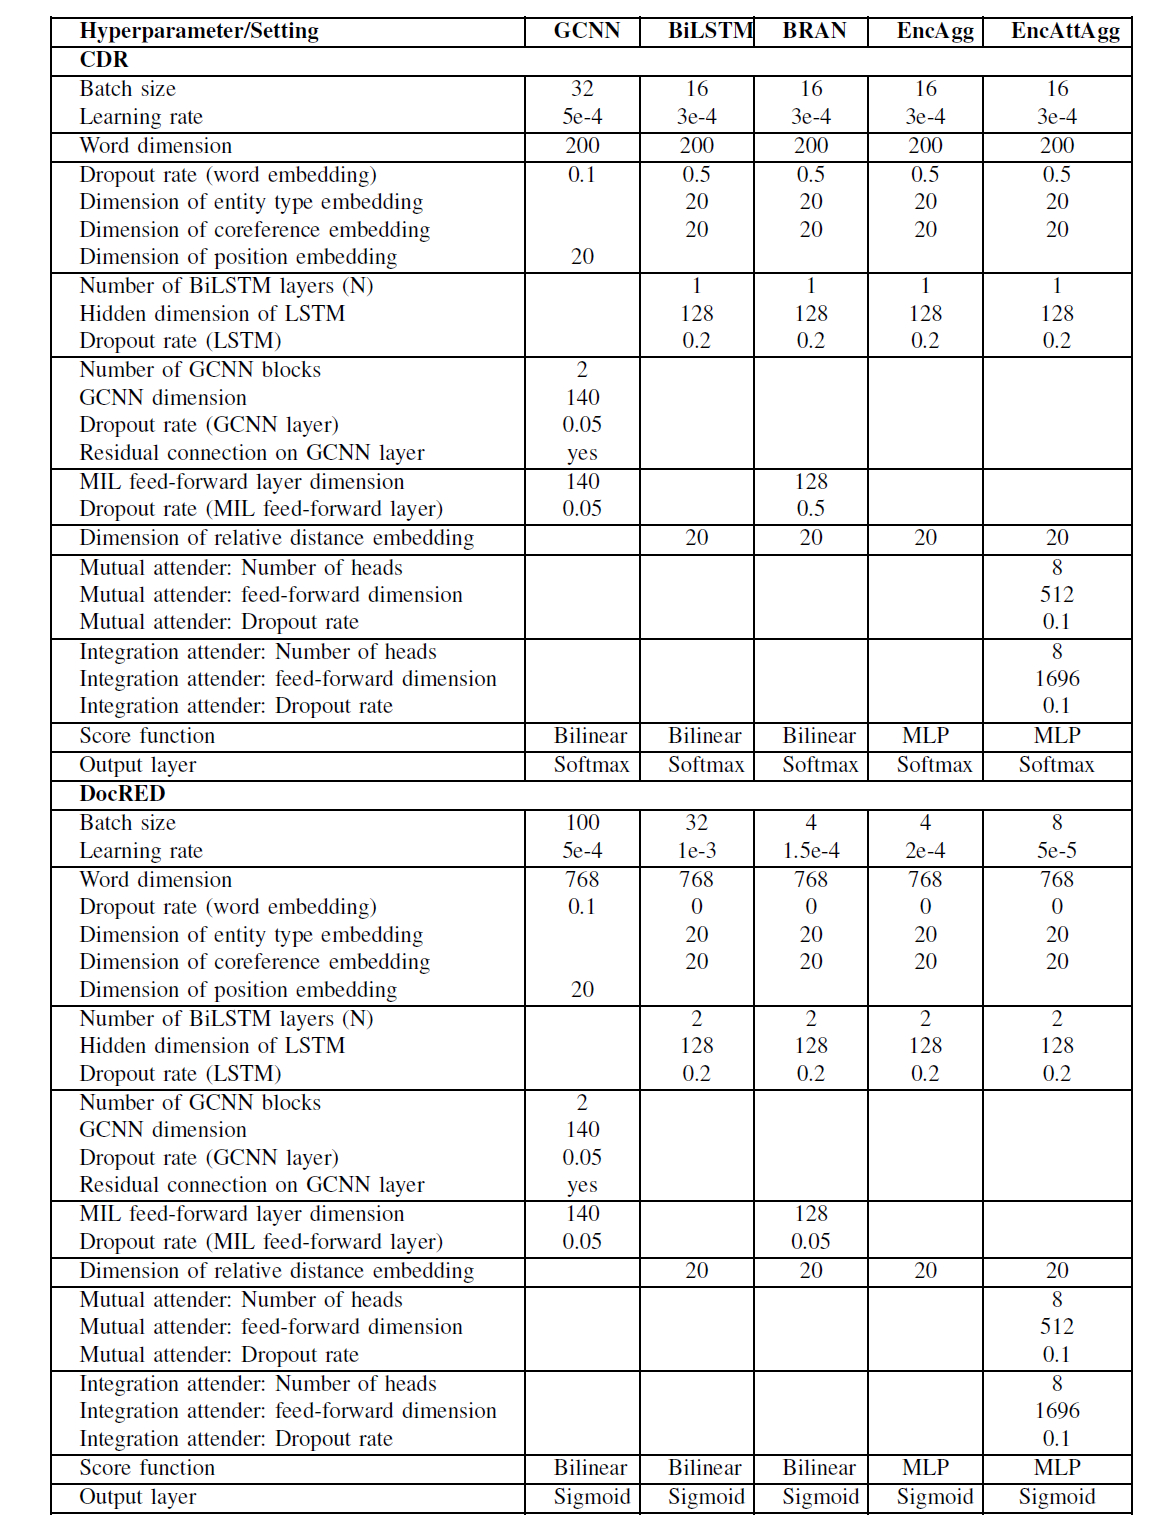 Hyperparameter/Setting GCNN BiLSTM BRAN EncAgg EncAttAgg
CDR
Batch size 32 16 16 16 16
Learning rate 5e-4 3e-4 3e-4 3e-4 3e-4
Word dimension 200 200 200 200 200
Dropout rate (word embedding) 0.1 0.5 0.5 0.5 0.5
Dimension of entity type embedding 20 20 20 20
Dimension of coreference embedding 20 20 20 20
Dimension of position embedding 20
Number of BiLSTM layers (N) 1 1 1 1
Hidden dimension of LSTM 128 128 128 128
Dropout rate (LSTM) 0.2 0.2 0.2 0.2
Number of GCNN blocks 2
GCNN dimension 140
Dropout rate (GCNN layer) 0.05
Residual connection on GCNN layer yes
MIL feed-forward layer dimension 140 128
Dropout rate (MIL feed-forward layer) 0.05 0.5
Dimension of relative distance embedding 20 20 20 20
Mutual attender: Number of heads 8
Mutual attender: feed-forward dimension 512
Mutual attender: Dropout rate 0.1
Integration attender: Number of heads 8
Integration attender: feed-forward dimension 1696
Integration attender: Dropout rate 0.1
Score function Bilinear Bilinear Bilinear MLP MLP
Output layer Softmax Softmax Softmax Softmax Softmax
DocRED
Batch size 100 32 4 4 8
Learning rate 5e-4 1e-3 1.5e-4 2e-4 5e-5
Word dimension 768 768 768 768 768
Dropout rate (word embedding) 0.1 0 0 0 0
Dimension of entity type embedding 20 20 20 20
Dimension of coreference embedding 20 20 20 20
Dimension of position embedding 20
Number of BiLSTM layers (N) 2 2 2 2
Hidden dimension of LSTM 128 128 128 128
Dropout rate (LSTM) 0.2 0.2 0.2 0.2
Number of GCNN blocks 2
GCNN dimension 140
Dropout rate (GCNN layer) 0.05
Residual connection on GCNN layer yes
MIL feed-forward layer dimension 140 128
Dropout rate (MIL feed-forward layer) 0.05 0.05
Dimension of relative distance embedding 20 20 20 20
Mutual attender: Number of heads 8
Mutual attender: feed-forward dimension 512
Mutual attender: Dropout rate 0.1
Integration attender: Number of heads 8
Integration attender: feed-forward dimension 1696
Integration attender: Dropout rate 0.1
Score function Bilinear Bilinear Bilinear MLP MLP
Output layer Sigmoid Sigmoid Sigmoid Sigmoid Sigmoid